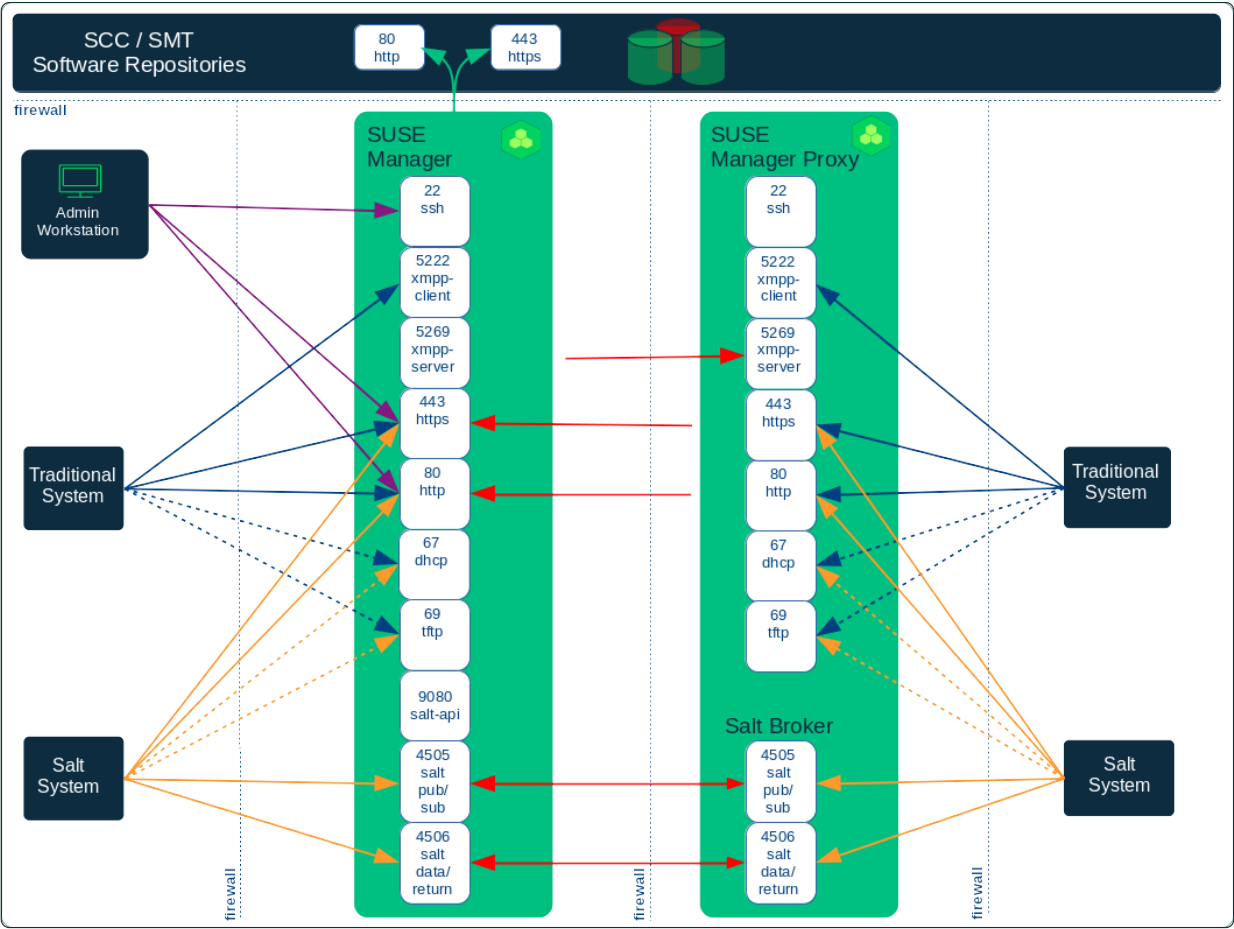 SCC / SMT
Software Repositories
80
http
443
https
firewall
Admin
Workstation
Traditional
System
Salt
System
firewall
SUSE
Manager
22
ssh
5222
xmpp-
client
5269
xmpp-
server
443
https
80
http
67
dhcp
69
tftp
9080
salt-api
4505
salt
pub/
sub
4506
salt
data/
return
firewall
SUSE
Manager Proxy
22
ssh
5222
xmpp-
client
5269
xmpp-
server
443
https
80
http
67
dhcp
69
tftp
Salt Broker
4505
salt
pub/
sub
4506
salt
data/
return
firewall
Traditional
System
Salt
System